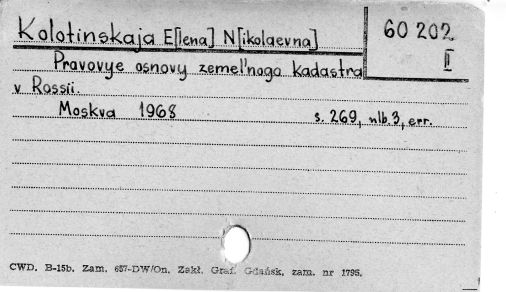 Kolotinskaja E[lena] N[ikolaevna]
60 202
II
Pravovye osnovy zemel'nogo kadastra
v Rossii.
Moskva 1968 s. 269, nlb. 3, err.
CWD. B-15b. Zam. 657-DW/On. Zakł. Graf. Gdańsk, zam. nr 1795.